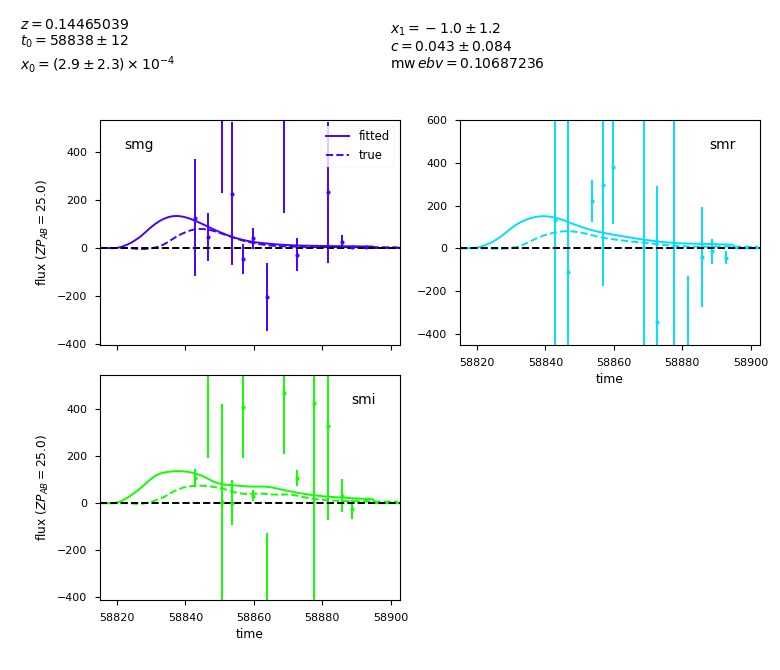 z = 0.14465039
t₀ = 58838 ± 12
x₀ = (2.9 ± 2.3) × 10⁻⁴
x₁ = −1.0 ± 1.2
c = 0.043 ± 0.084
mw ebv = 0.10687236
smg
fitted
true
flux (ZP_AB = 25.0)
400
200
0
−200
−400
smr
600
400
200
0
−200
−400
58820 58840 58860 58880 58900
time
smi
flux (ZP_AB = 25.0)
400
200
0
−200
−400
58820 58840 58860 58880 58900
time